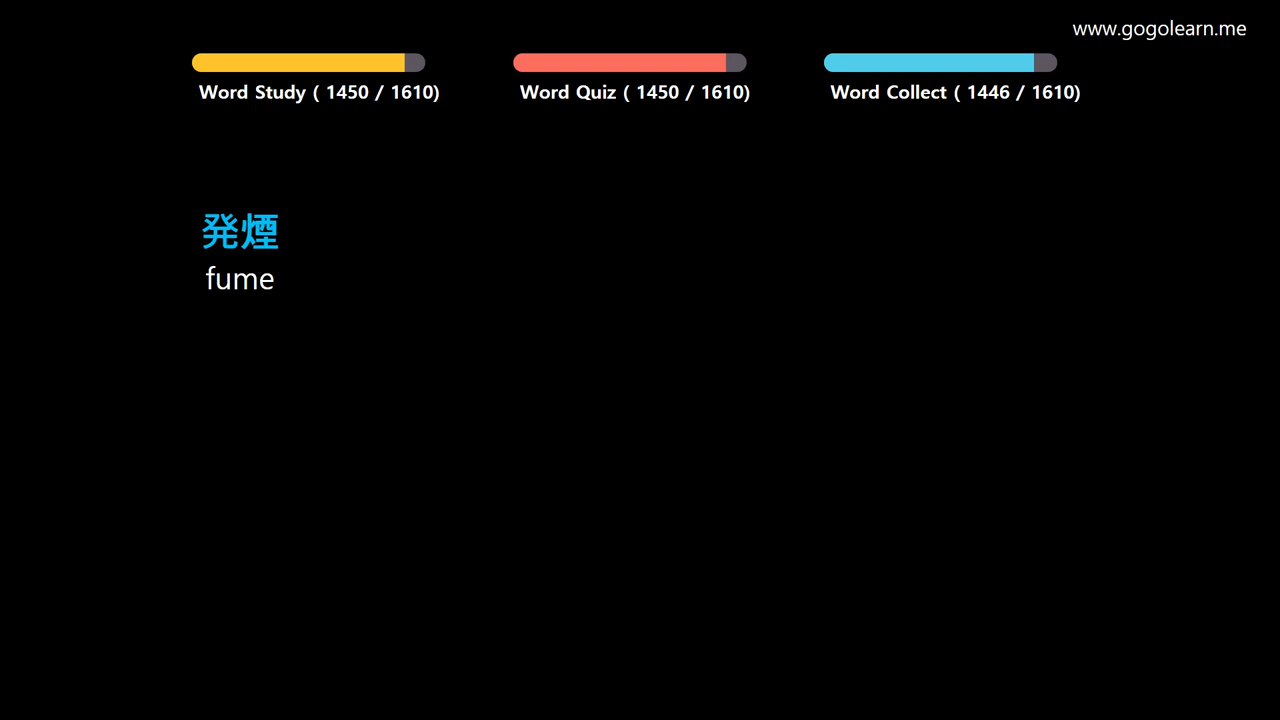 www.gogolearn.me
Word Study ( 1450 / 1610)
Word Quiz ( 1450 / 1610)
Word Collect ( 1446 / 1610)
発煙
fume